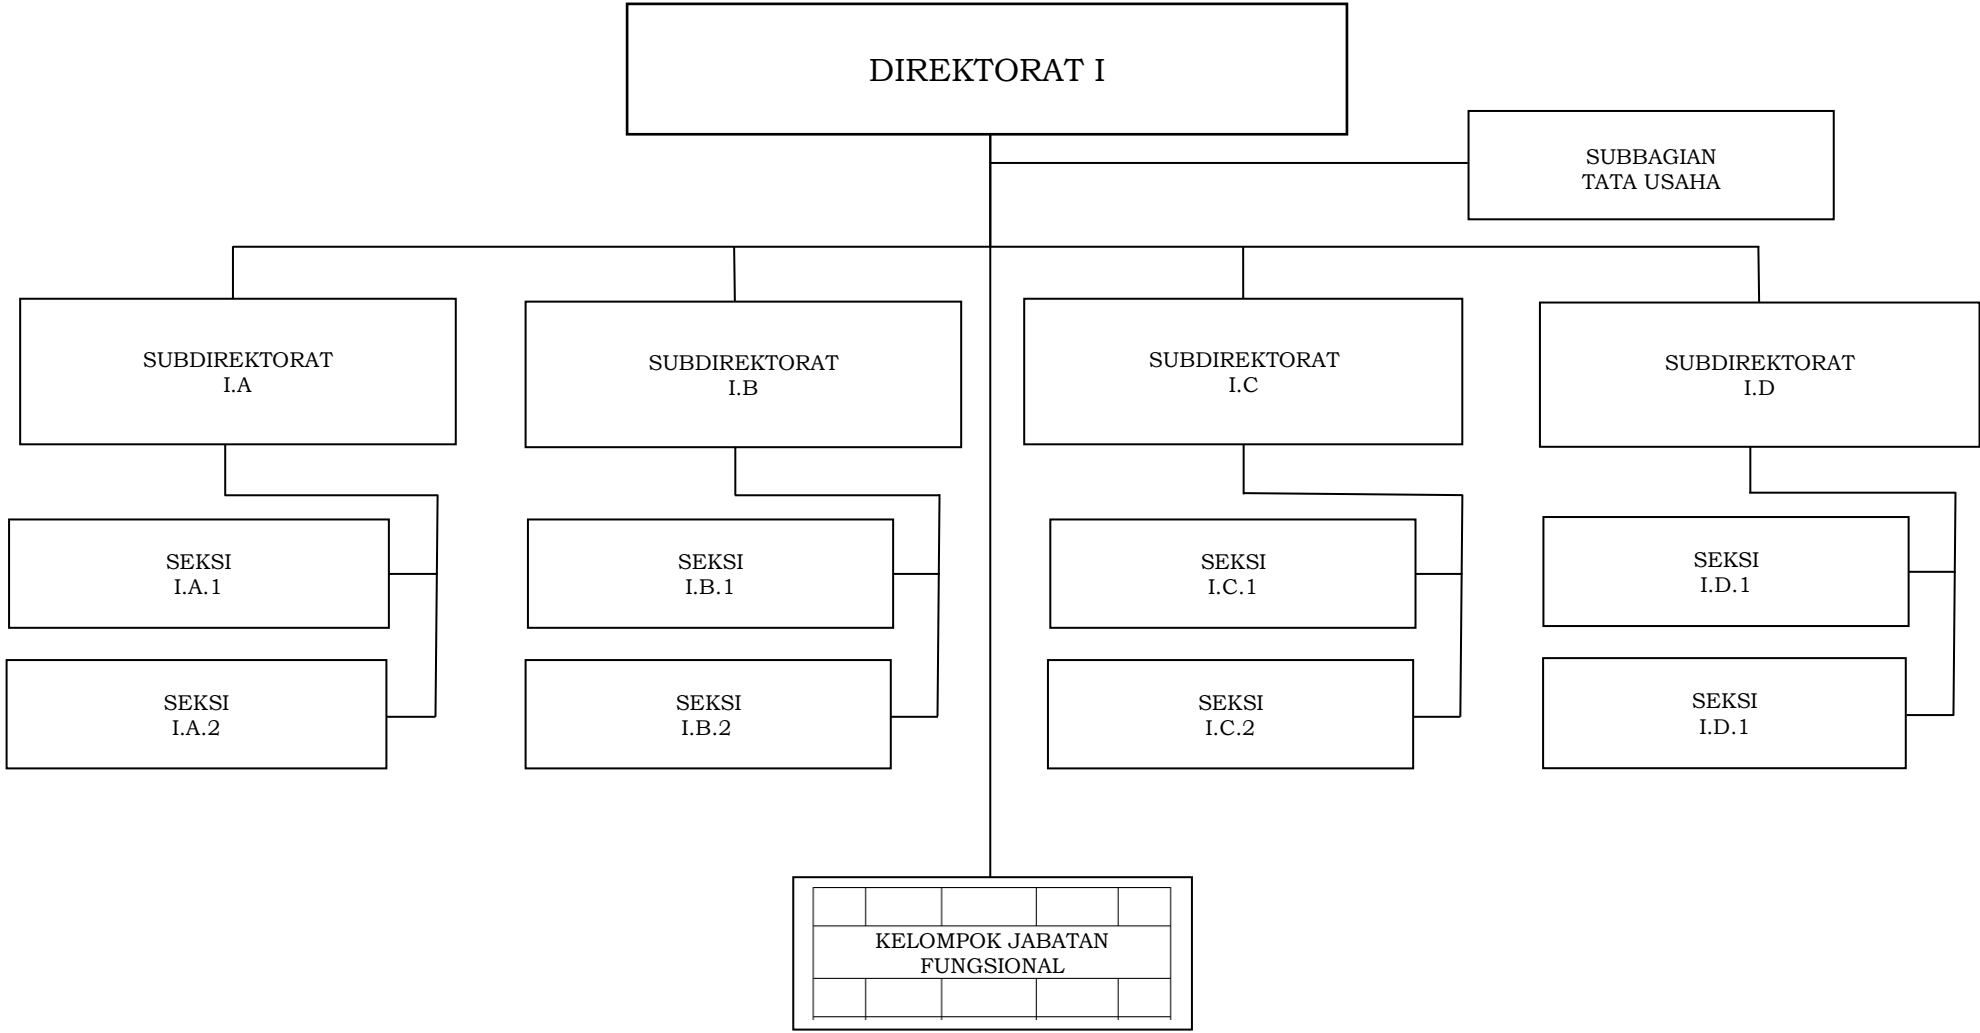 DIREKTORAT I
SUBBAGIAN
TATA USAHA
SUBDIREKTORAT
I.A
SUBDIREKTORAT
I.B
SUBDIREKTORAT
I.C
SUBDIREKTORAT
I.D
SEKSI
I.A.1
SEKSI
I.B.1
SEKSI
I.C.1
SEKSI
I.D.1
SEKSI
I.A.2
SEKSI
I.B.2
SEKSI
I.C.2
SEKSI
I.D.1
KELOMPOK JABATAN
FUNGSIONAL